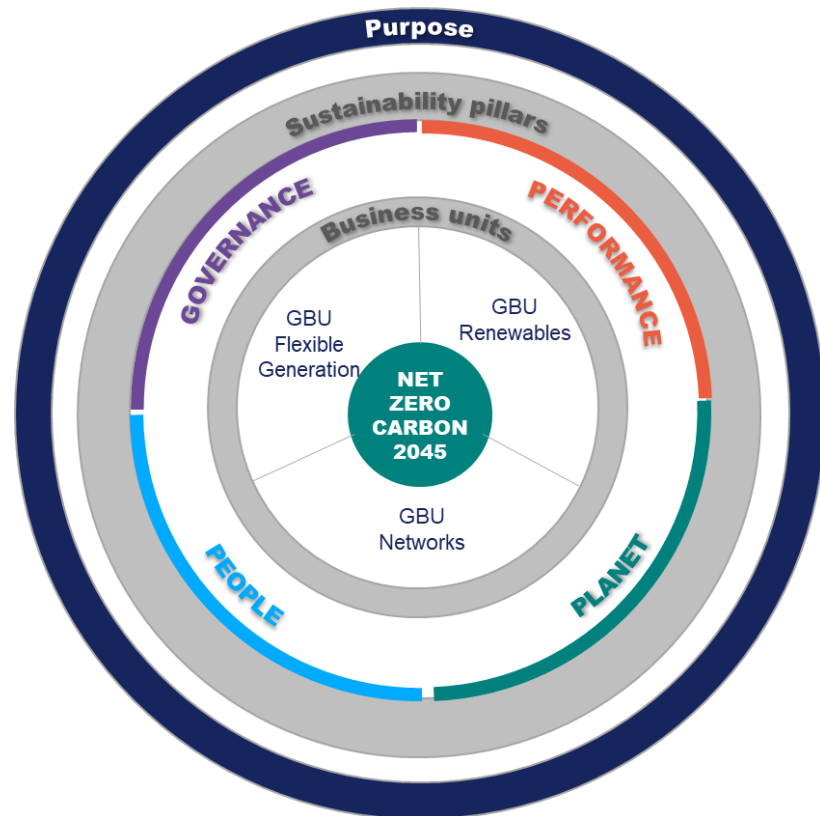 Purpose
Sustainability pillars
GOVERNANCE
PERFORMANCE
Business units
GBU
Flexible
Generation
GBU
Renewables
NET
ZERO
CARBON
2045
GBU
Networks
PEOPLE
PLANET